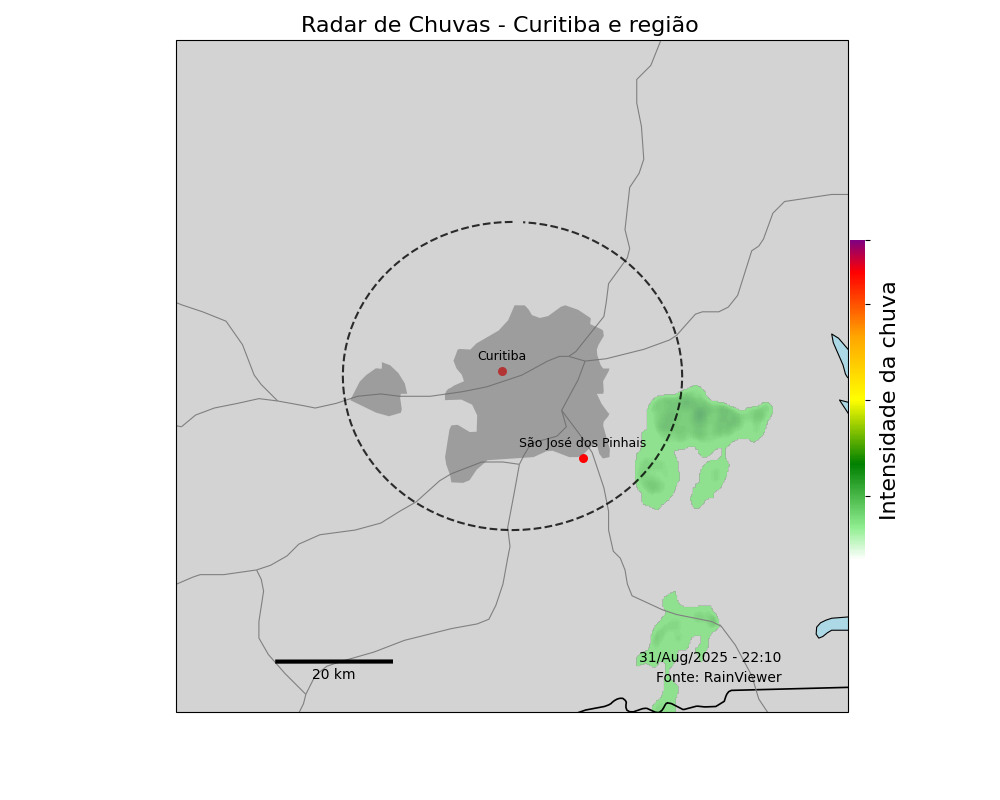 Radar de Chuvas - Curitiba e região
Curitiba
São José dos Pinhais
Intensidade da chuva
31/Aug/2025 - 22:10
20 km
Fonte: RainViewer